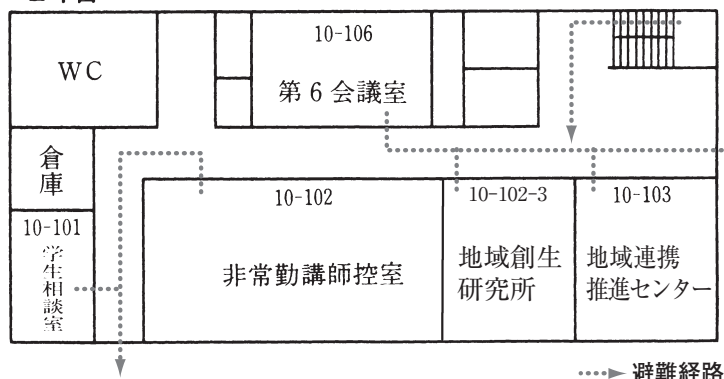 WC
10-106
第6会議室
倉庫
10-101
学生相談室
10-102
非常勤講師控室
10-102-3
地域創生
研究所
10-103
地域連携
推進センター
避難経路